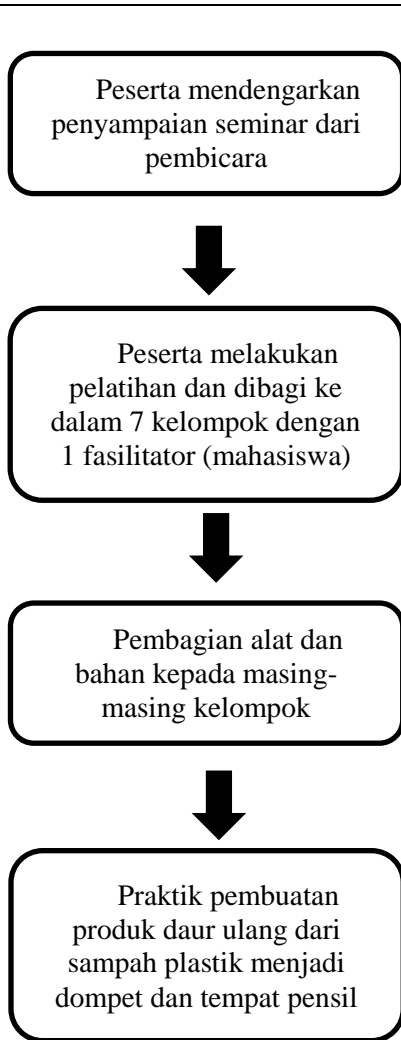 Peserta mendengarkan
penyampaian seminar dari
pembicara
Peserta melakukan
pelatihan dan dibagi ke
dalam 7 kelompok dengan
1 fasilitator (mahasiswa)
Pembagian alat dan
bahan kepada masing-
masing kelompok
Praktik pembuatan
produk daur ulang dari
sampah plastik menjadi
dompet dan tempat pensil